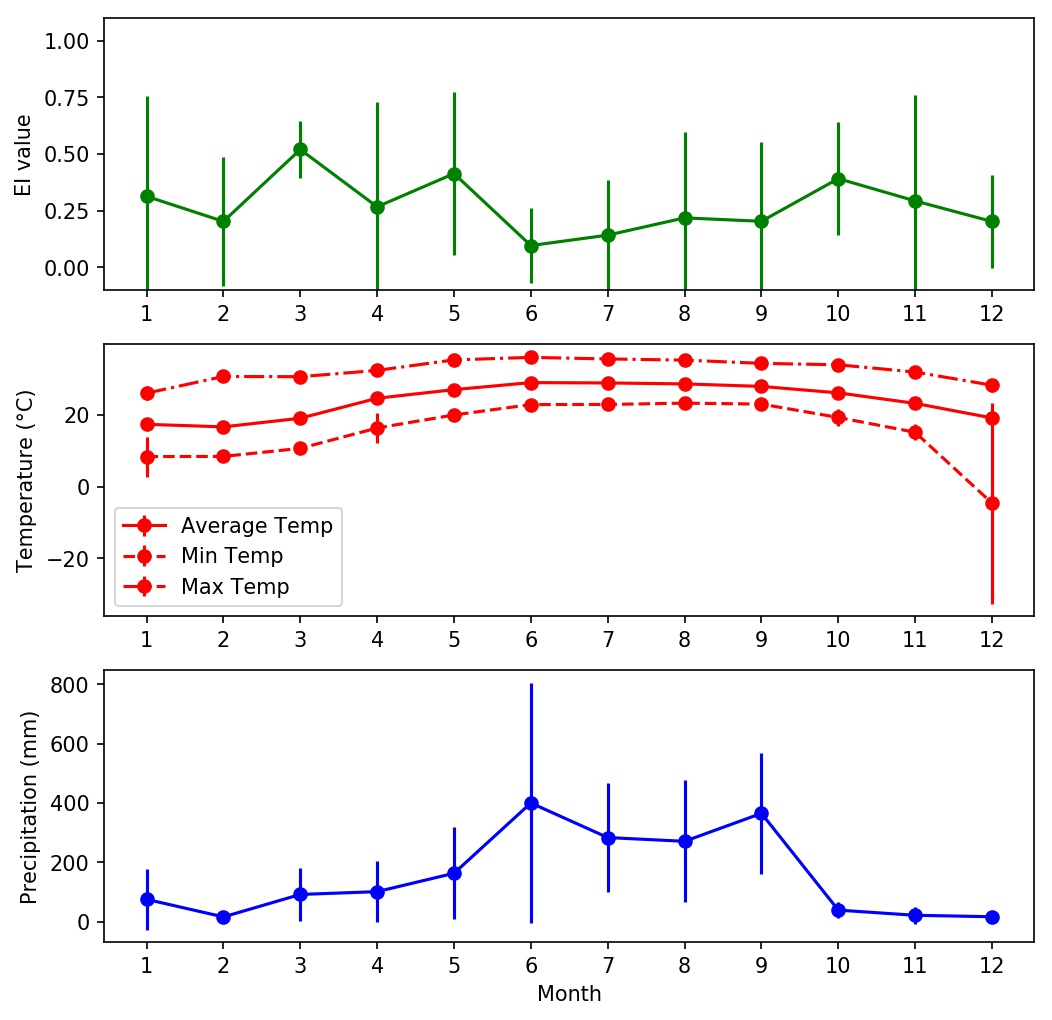 EI value
1.00
0.75
0.50
0.25
0.00
1 2 3 4 5 6 7 8 9 10 11 12
Temperature (°C)
20
0
−20
Average Temp
Min Temp
Max Temp
1 2 3 4 5 6 7 8 9 10 11 12
Precipitation (mm)
800
600
400
200
0
1 2 3 4 5 6 7 8 9 10 11 12
Month